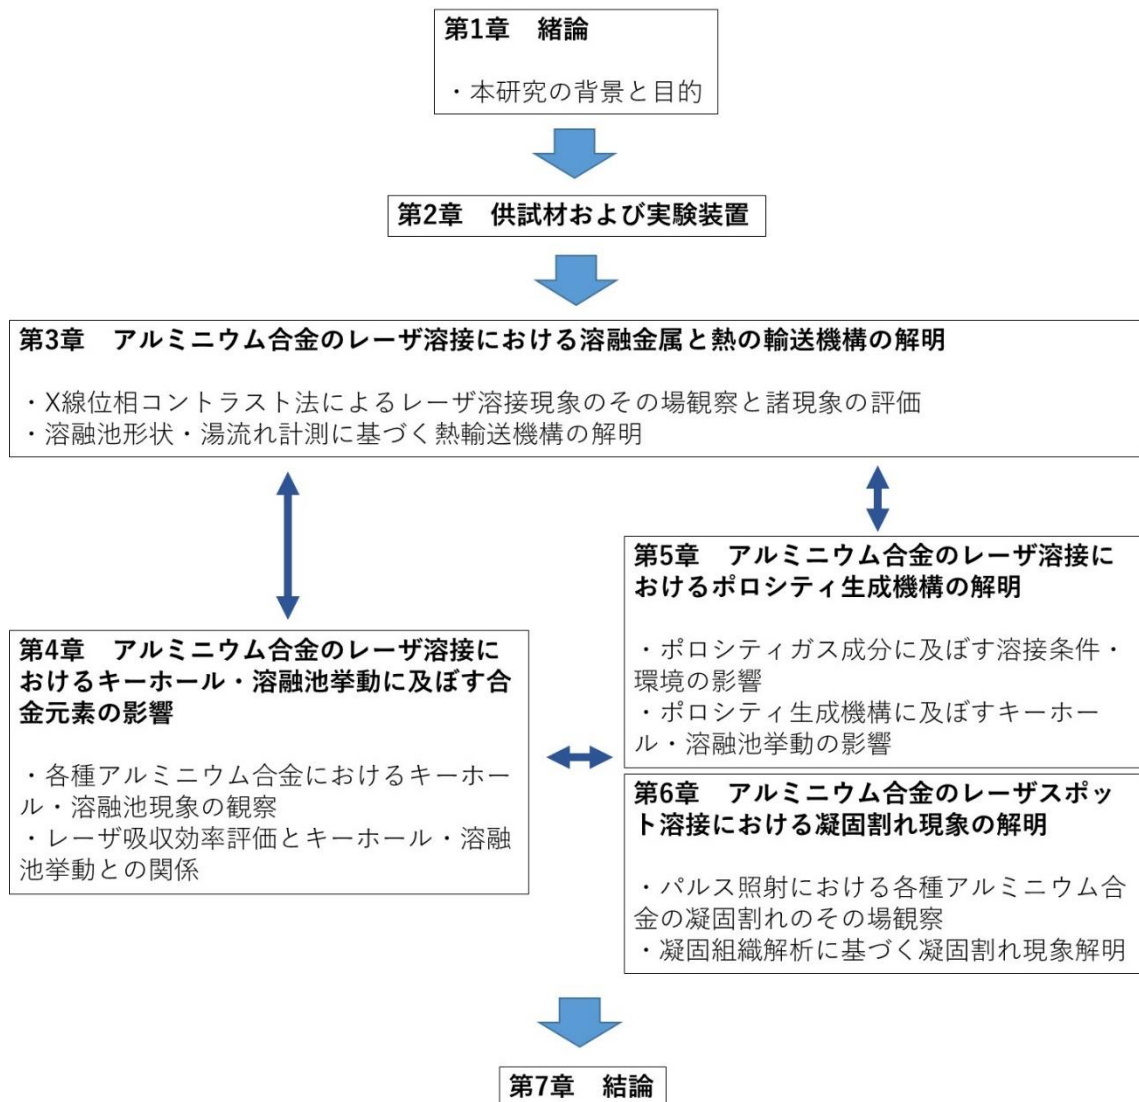 第1章　緒論
・本研究の背景と目的
第2章　供試材および実験装置
第3章　アルミニウム合金のレーザ溶接における溶融金属と熱の輸送機構の解明
・X線位相コントラスト法によるレーザ溶接現象のその場観察と諸現象の評価
・溶融池形状・湯流れ計測に基づく熱輸送機構の解明
第4章　アルミニウム合金のレーザ溶接に
おけるキーホール・溶融池挙動に及ぼす合
金元素の影響
・各種アルミニウム合金におけるキーホー
ル・溶融池現象の観察
・レーザ吸収効率評価とキーホール・溶融
池挙動との関係
第5章　アルミニウム合金のレーザ溶接に
おけるポロシティ生成機構の解明
・ポロシティガス成分に及ぼす溶接条件・
環境の影響
・ポロシティ生成機構に及ぼすキーホー
ル・溶融池挙動の影響
第6章　アルミニウム合金のレーザスポッ
ト溶接における凝固割れ現象の解明
・パルス照射における各種アルミニウム合
金の凝固割れのその場観察
・凝固組織解析に基づく凝固割れ現象解明
第7章　結論